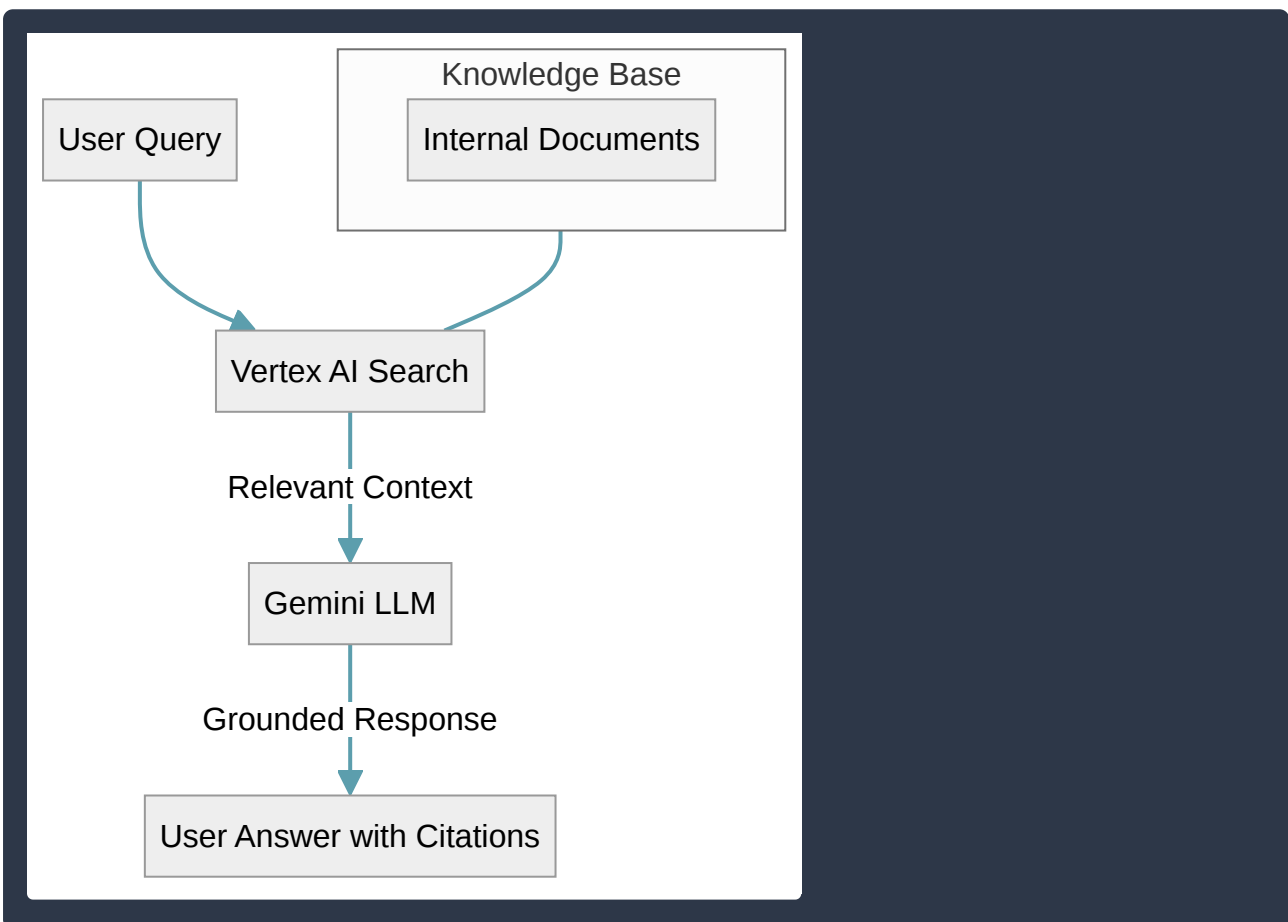 Knowledge Base
User Query
Internal Documents
Vertex AI Search
Relevant Context
Gemini LLM
Grounded Response
User Answer with Citations